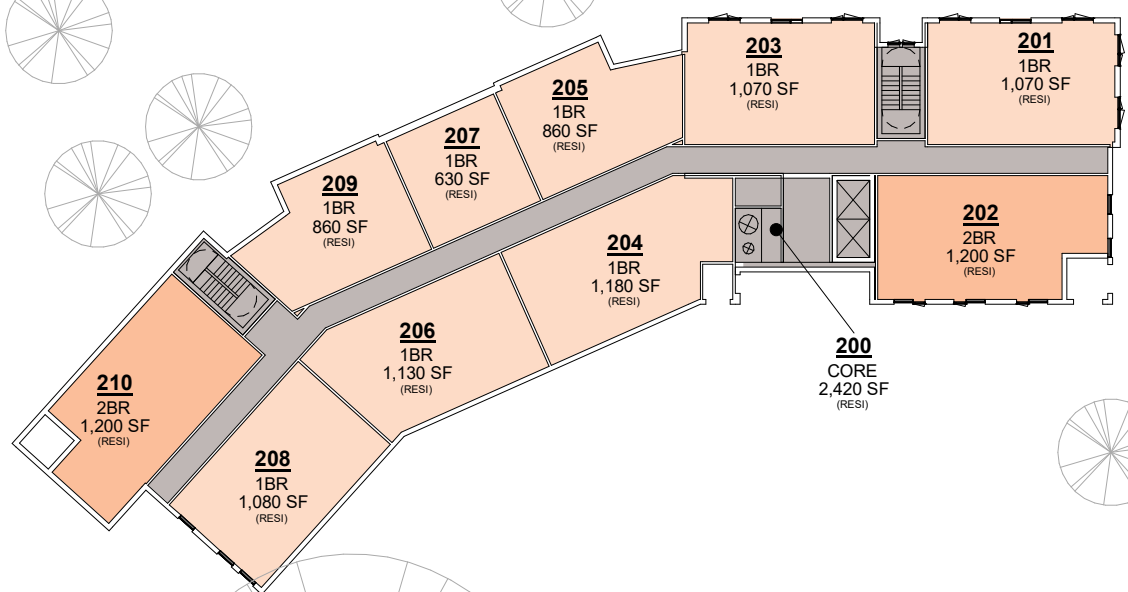 203
1BR
1,070 SF
(RESI)
201
1BR
1,070 SF
(RESI)
205
1BR
860 SF
(RESI)
207
1BR
630 SF
(RESI)
209
1BR
860 SF
(RESI)
202
2BR
1,200 SF
(RESI)
204
1BR
1,180 SF
(RESI)
206
1BR
1,130 SF
(RESI)
200
CORE
2,420 SF
(RESI)
210
2BR
1,200 SF
(RESI)
208
1BR
1,080 SF
(RESI)